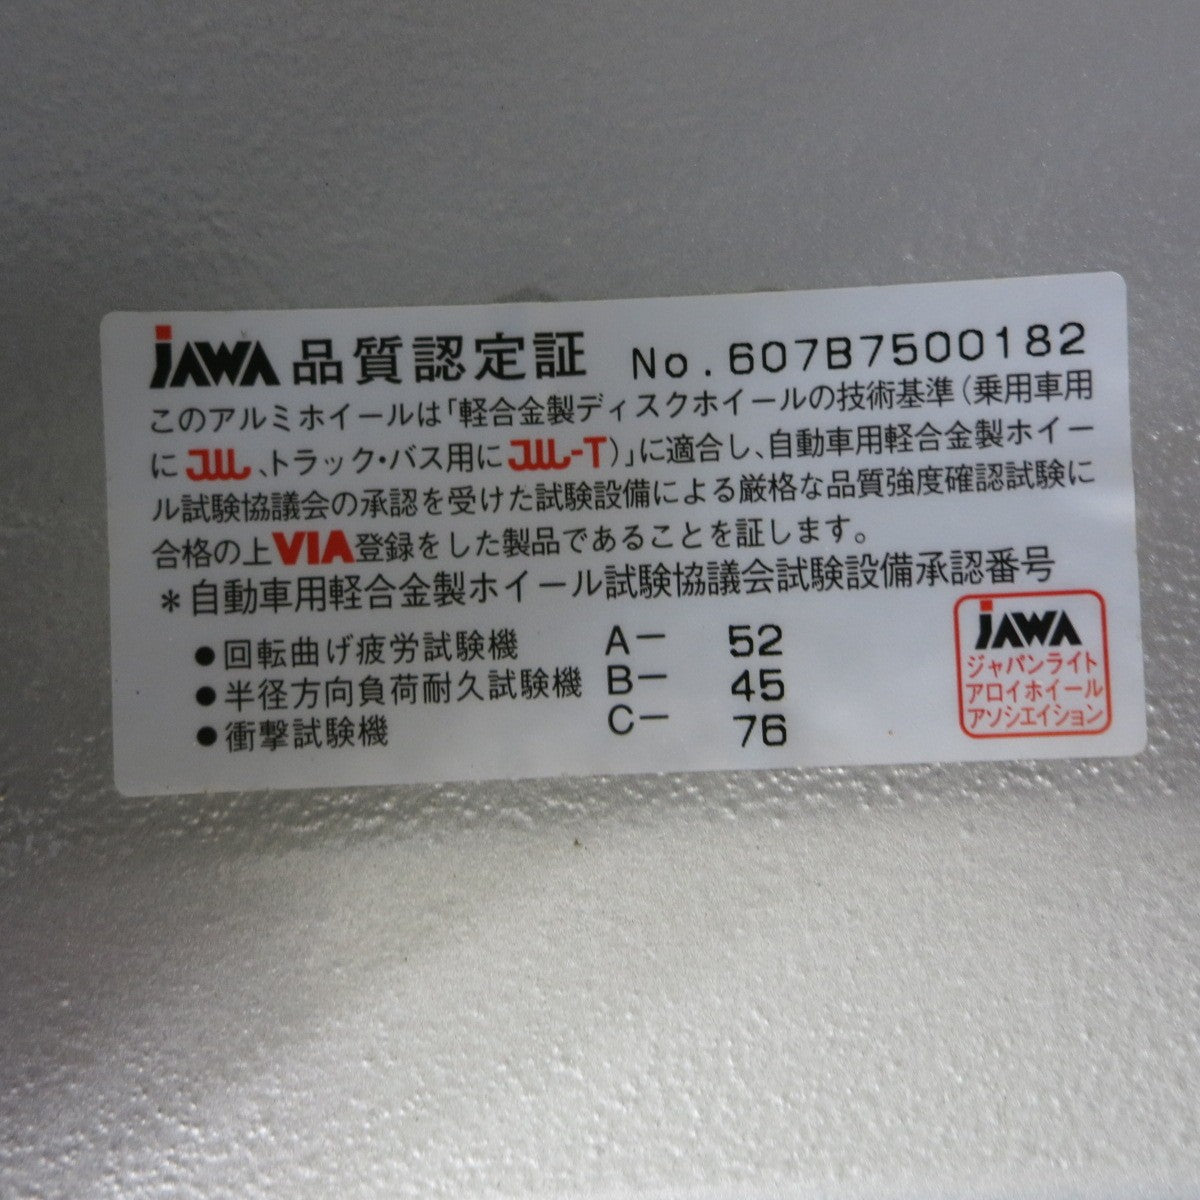 JAWA 品質認定証 No.607B7500182
このアルミホイールは「軽合金製ディスクホイールの技術基準(乗用車用
にJWL、トラック・バス用にJWL-T)」に適合し、自動車用軽合金製ホイー
ル試験協議会の承認を受けた試験設備による厳格な品質強度確認試験に
合格の上VIA登録をした製品であることを証します。
*自動車用軽合金製ホイール試験協議会試験設備承認番号
●回転曲げ疲労試験機 A− 52
●半径方向負荷耐久試験機 B− 45
●衝撃試験機 C− 76
JAWA
ジャパンライト
アロイホイール
アソシエイション